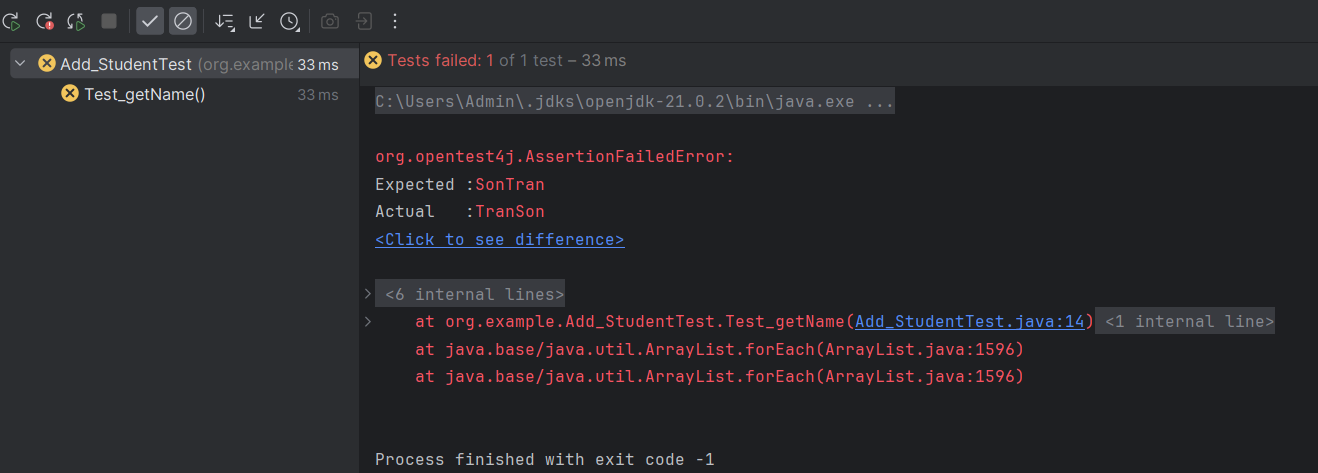 Add_StudentTest (org.example 33 ms
Test_getName() 33 ms
Tests failed: 1 of 1 test – 33 ms
C:\Users\Admin\.jdks\openjdk-21.0.2\bin\java.exe ...
org.opentest4j.AssertionFailedError:
Expected :SonTran
Actual   :TranSon
<Click to see difference>
<6 internal lines>
at org.example.Add_StudentTest.Test_getName(Add_StudentTest.java:14) <1 internal line>
at java.base/java.util.ArrayList.forEach(ArrayList.java:1596)
at java.base/java.util.ArrayList.forEach(ArrayList.java:1596)
Process finished with exit code -1